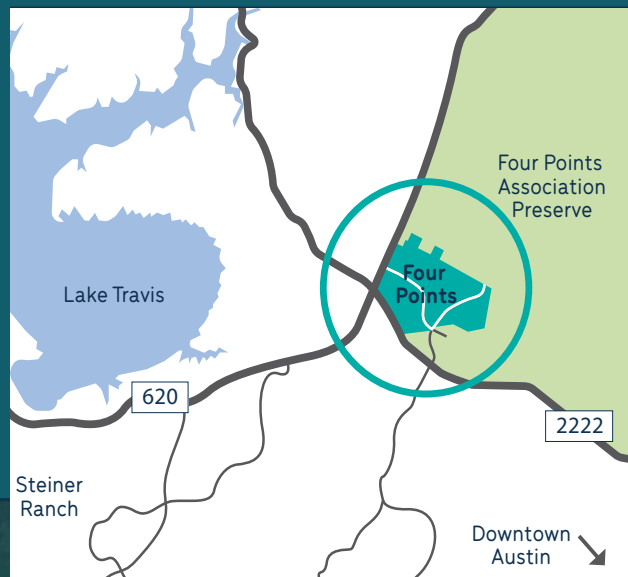 Four Points
Association
Preserve
Four
Points
Lake Travis
620
2222
Steiner
Ranch
Downtown
Austin